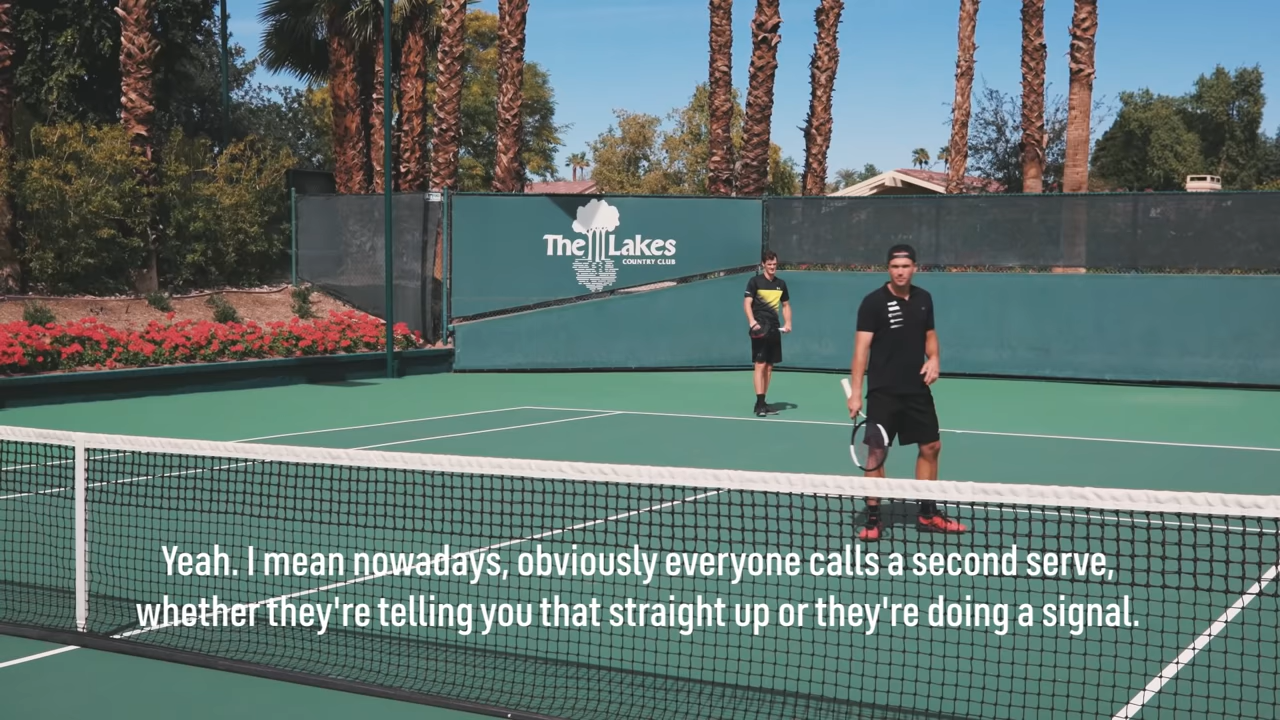 The Lakes
COUNTRY CLUB
Yeah. I mean nowadays, obviously everyone calls a second serve,
whether they're telling you that straight up or they're doing a signal.